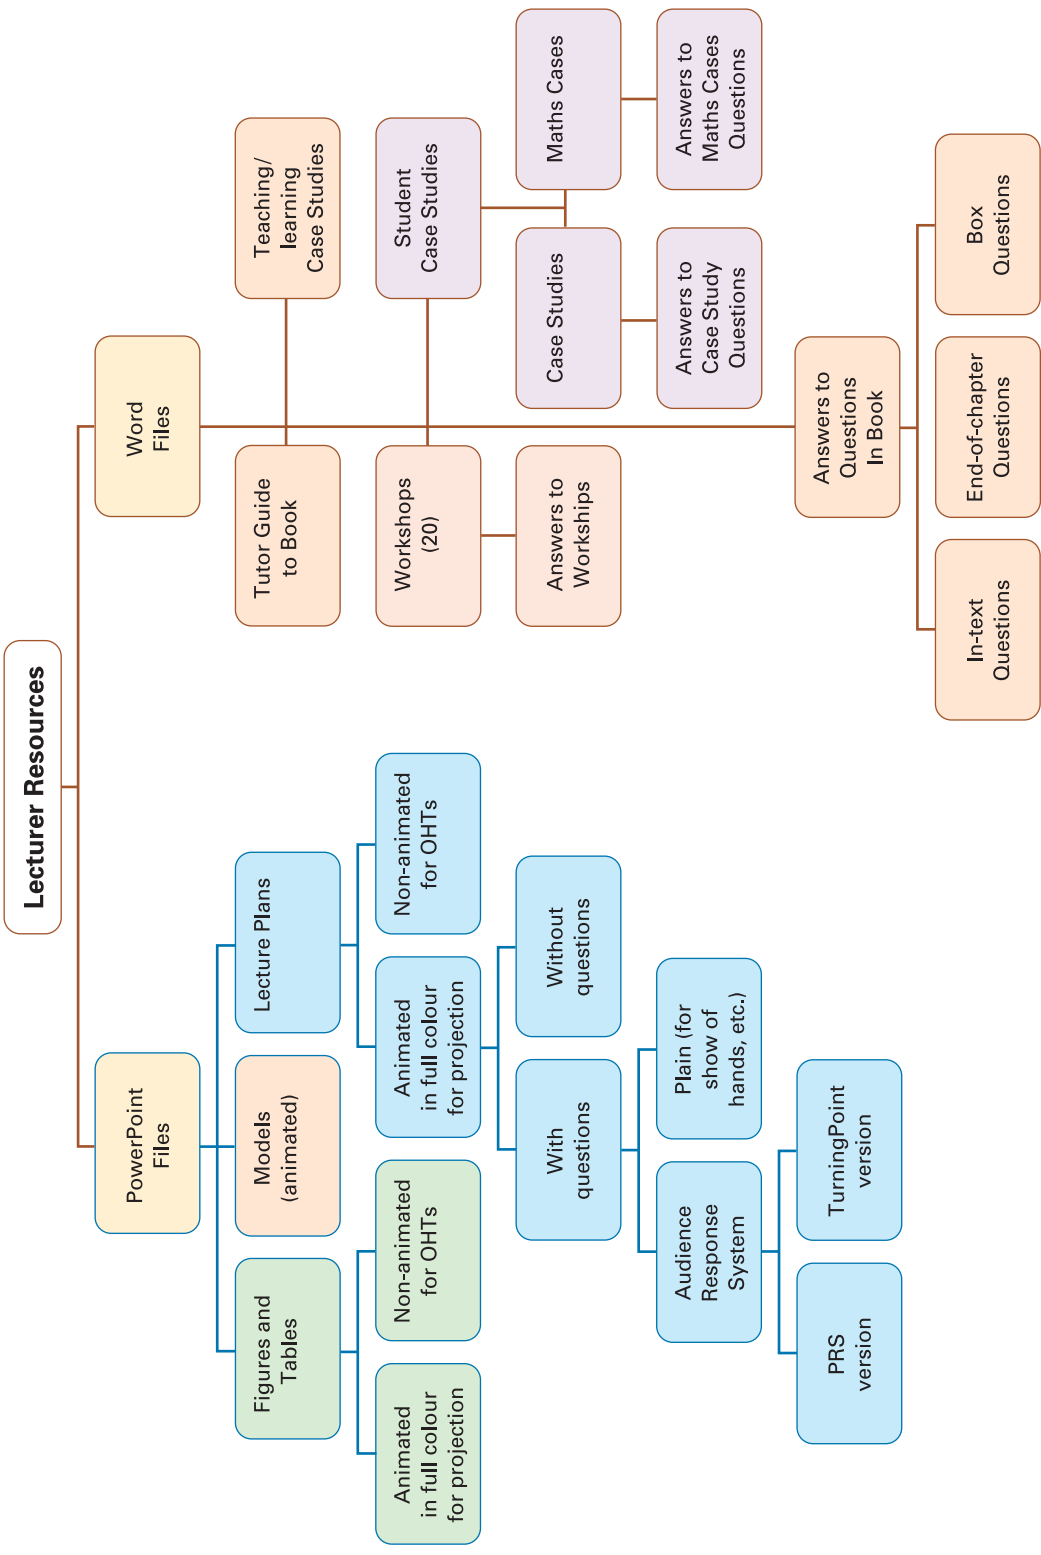 Lecturer Resources
PowerPoint
Files
Word
Files
Figures and
Tables
Models
(animated)
Lecture Plans
Tutor Guide
to Book
Teaching/
learning
Case Studies
Animated
in full colour
for projection
Non-animated
for OHTs
Animated
in full colour
for projection
Non-animated
for OHTs
Workshops
(20)
Student
Case Studies
With
questions
Without
questions
Answers to
Workships
Case Studies
Maths Cases
Audience
Response
System
Plain (for
show of
hands, etc.)
Answers to
Case Study
Questions
Answers to
Maths Cases
Questions
PRS
version
TurningPoint
version
Answers to
Questions
In Book
In-text
Questions
End-of-chapter
Questions
Box
Questions